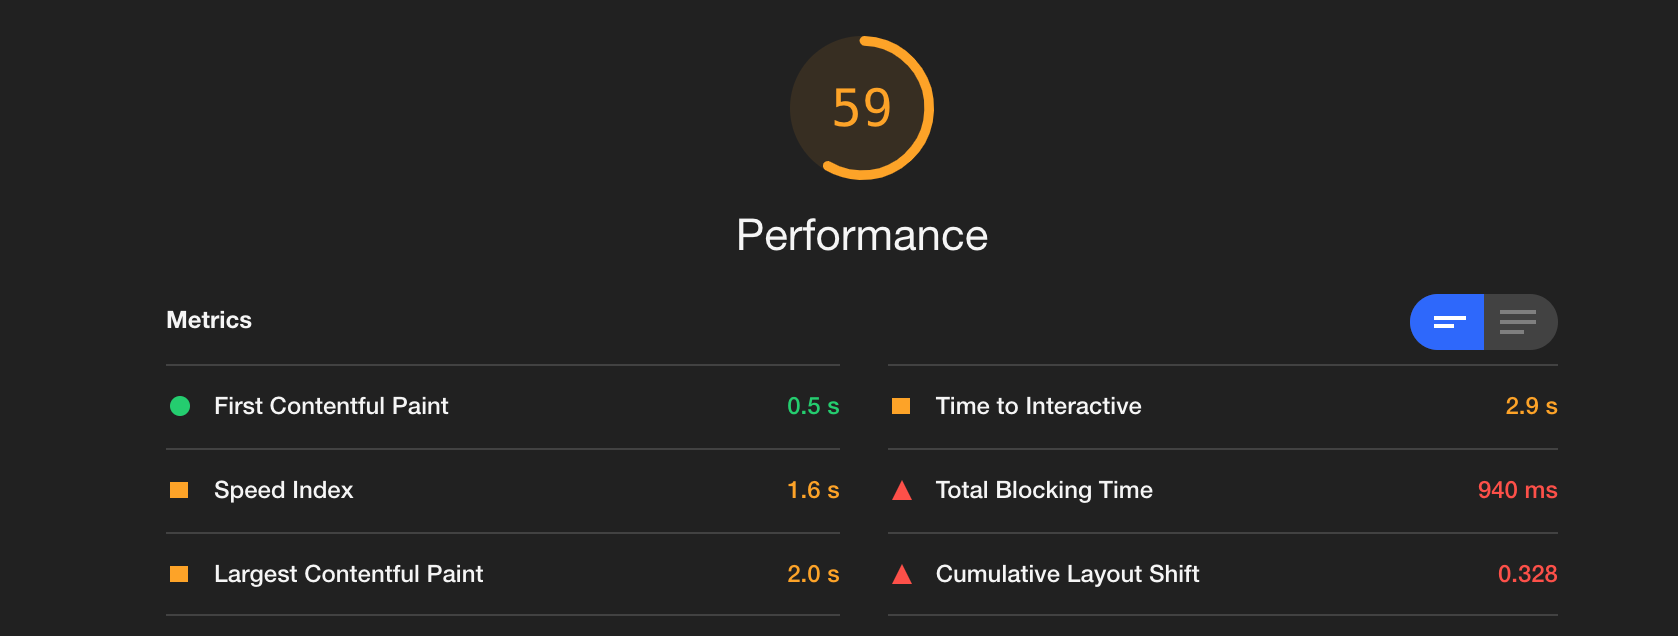 59
Performance
Metrics
First Contentful Paint 0.5 s
Time to Interactive 2.9 s
Speed Index 1.6 s
Total Blocking Time 940 ms
Largest Contentful Paint 2.0 s
Cumulative Layout Shift 0.328